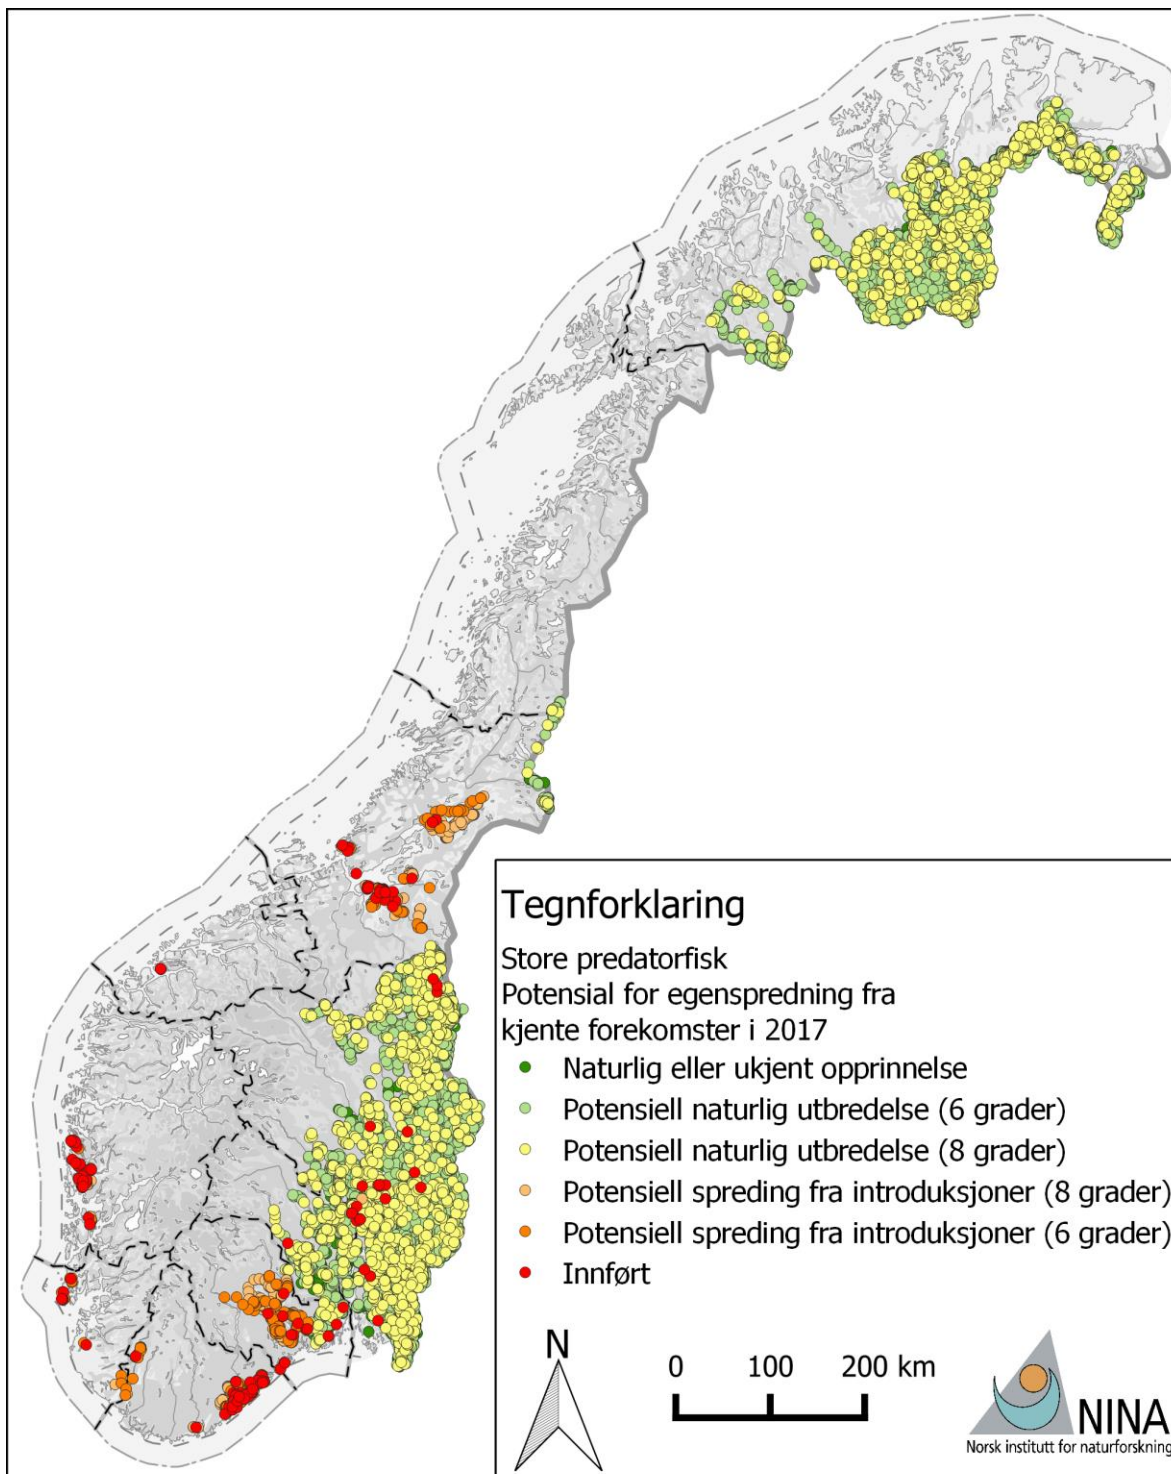 Tegnforklaring
Store predatorfisk
Potensial for egenspredning fra
kjente forekomster i 2017
Naturlig eller ukjent opprinnelse
Potensiell naturlig utbredelse (6 grader)
Potensiell naturlig utbredelse (8 grader)
Potensiell spreding fra introduksjoner (8 grader)
Potensiell spreding fra introduksjoner (6 grader)
Innført
N
0 100 200 km
NINA
Norsk institutt for naturforskning